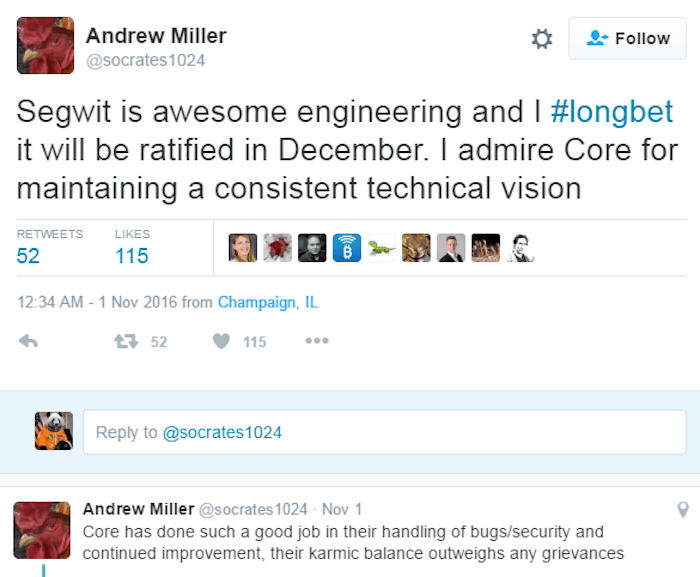 Andrew Miller
@socrates1024
Follow
Segwit is awesome engineering and I #longbet
it will be ratified in December. I admire Core for
maintaining a consistent technical vision
RETWEETS LIKES
52 115
12:34 AM - 1 Nov 2016 from Champaign, IL
52 115
Reply to @socrates1024
Andrew Miller @socrates1024 · Nov 1
Core has done such a good job in their handling of bugs/security and
continued improvement, their karmic balance outweighs any grievances